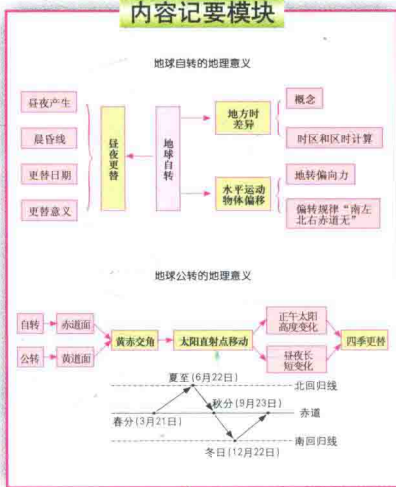 内容记要模块
地球自转的地理意义
昼夜产生
晨昏线
更替日期
更替意义
昼夜更替
地球自转
地方时
差异
概念
时区和区时计算
水平运动
物体偏移
地转偏向力
偏转规律“南左
北右赤道无”
地球公转的地理意义
自转
赤道面
公转
黄道面
黄赤交角
太阳直射点移动
正午太阳
高度变化
昼夜长
短变化
四季更替
夏至(6月22日)
北回归线
秋分(9月23日)
赤道
春分(3月21日)
南回归线
冬日(12月22日)